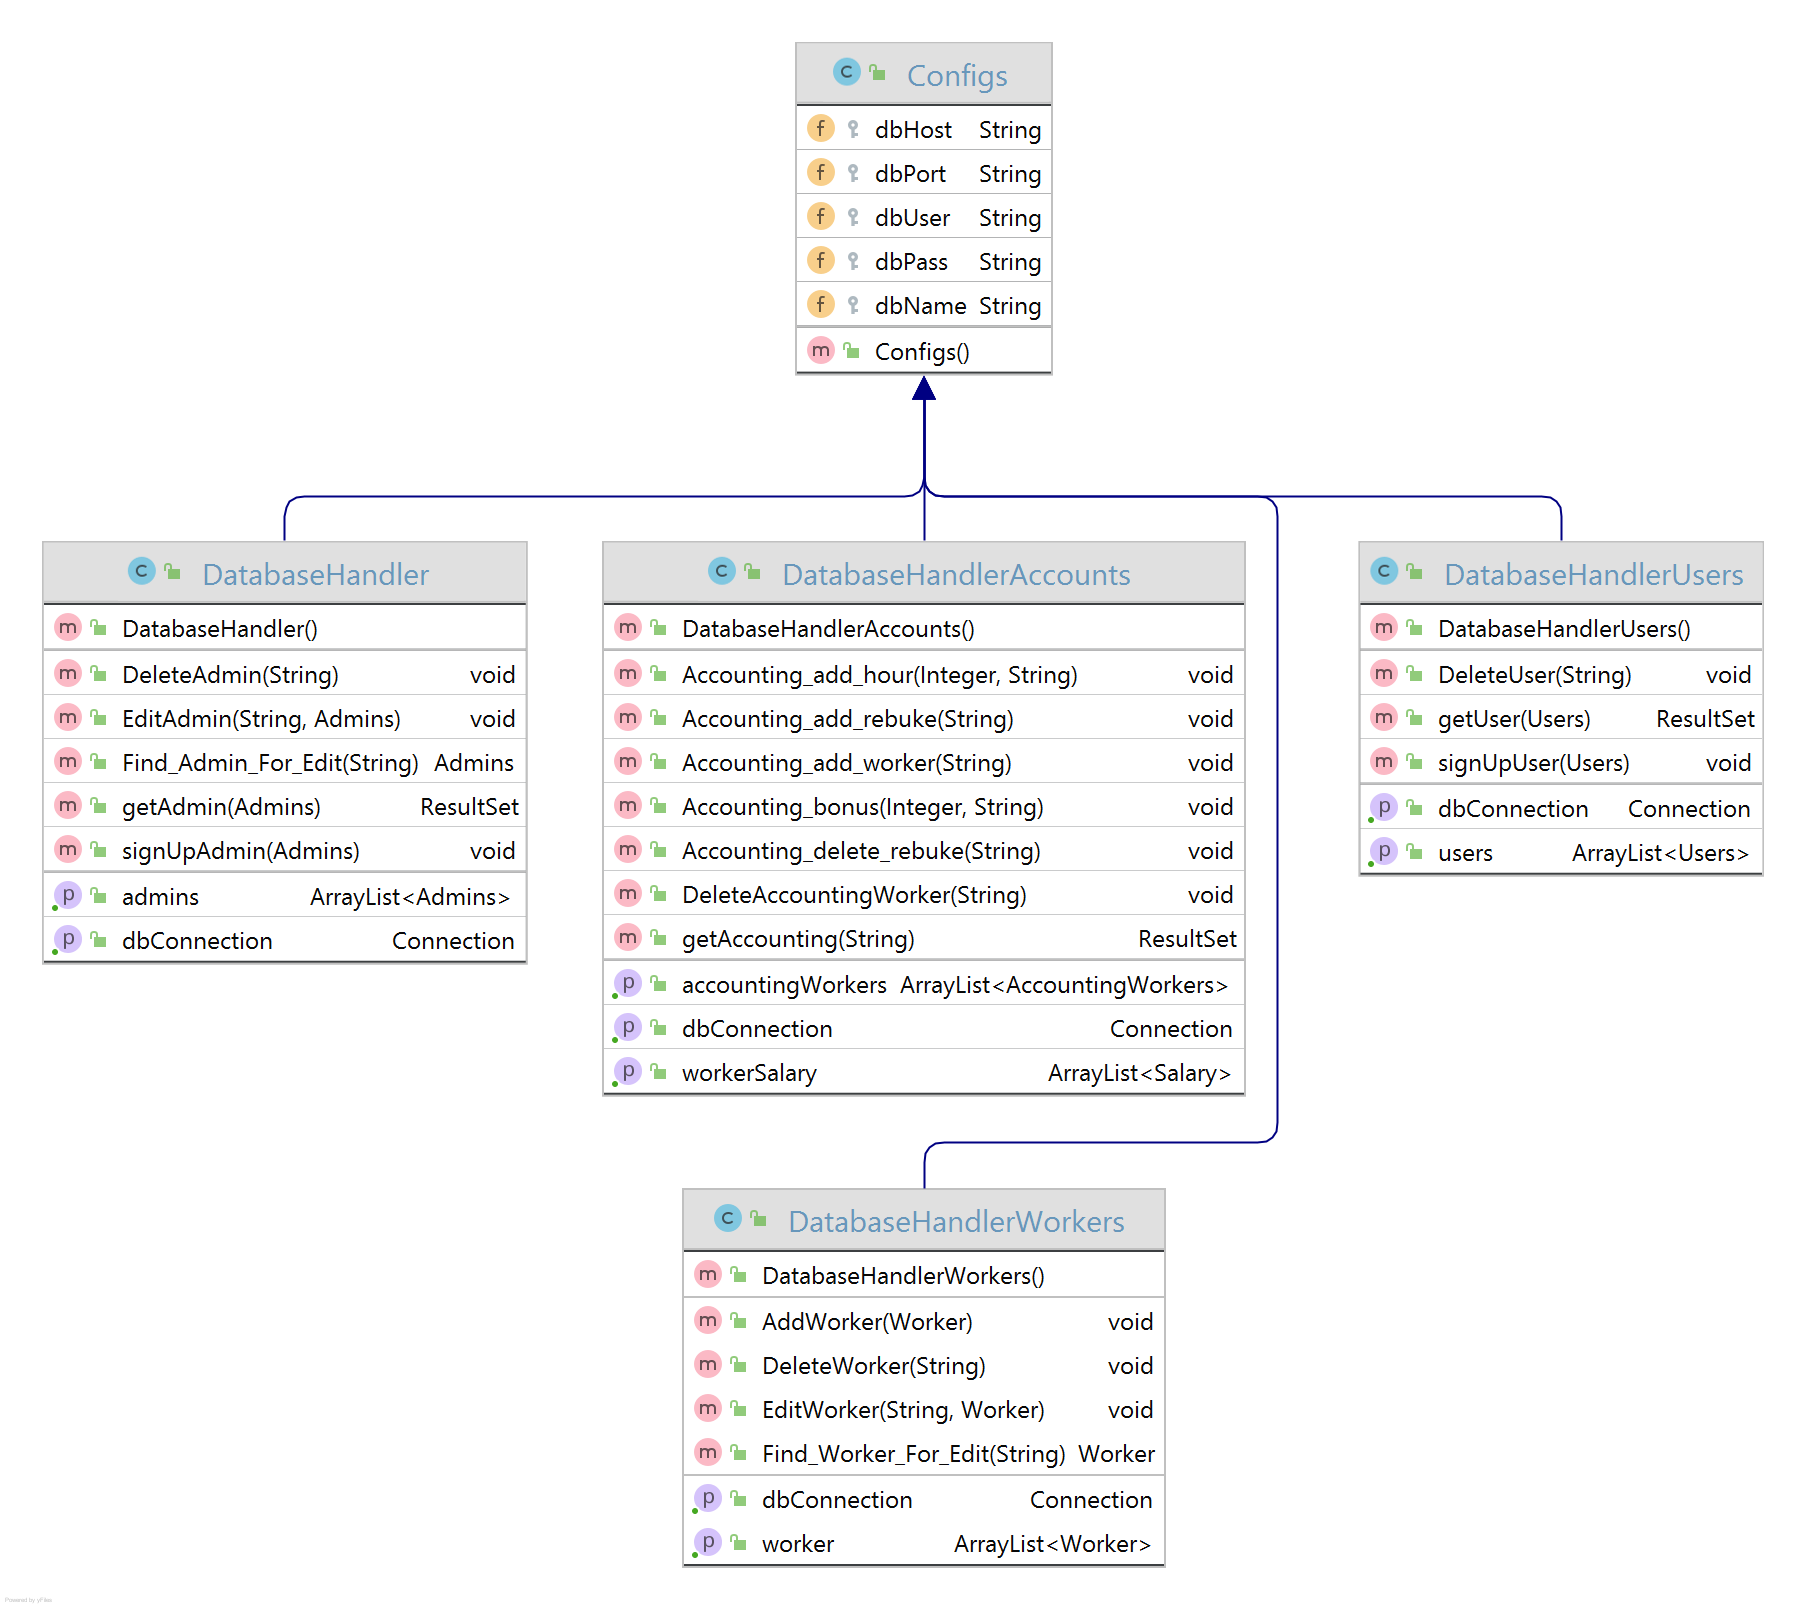 C Configs
f dbHost String
f dbPort String
f dbUser String
f dbPass String
f dbName String
m Configs()
C DatabaseHandler
m DatabaseHandler()
m DeleteAdmin(String) void
m EditAdmin(String, Admins) void
m Find_Admin_For_Edit(String) Admins
m getAdmin(Admins) ResultSet
m signUpAdmin(Admins) void
p admins ArrayList<Admins>
p dbConnection Connection
C DatabaseHandlerAccounts
m DatabaseHandlerAccounts()
m Accounting_add_hour(Integer, String) void
m Accounting_add_rebuke(String) void
m Accounting_add_worker(String) void
m Accounting_bonus(Integer, String) void
m Accounting_delete_rebuke(String) void
m DeleteAccountingWorker(String) void
m getAccounting(String) ResultSet
p accountingWorkers ArrayList<AccountingWorkers>
p dbConnection Connection
p workerSalary ArrayList<Salary>
C DatabaseHandlerUsers
m DatabaseHandlerUsers()
m DeleteUser(String) void
m getUser(Users) ResultSet
m signUpUser(Users) void
p dbConnection Connection
p users ArrayList<Users>
C DatabaseHandlerWorkers
m DatabaseHandlerWorkers()
m AddWorker(Worker) void
m DeleteWorker(String) void
m EditWorker(String, Worker) void
m Find_Worker_For_Edit(String) Worker
p dbConnection Connection
p worker ArrayList<Worker>
Powered by yFiles